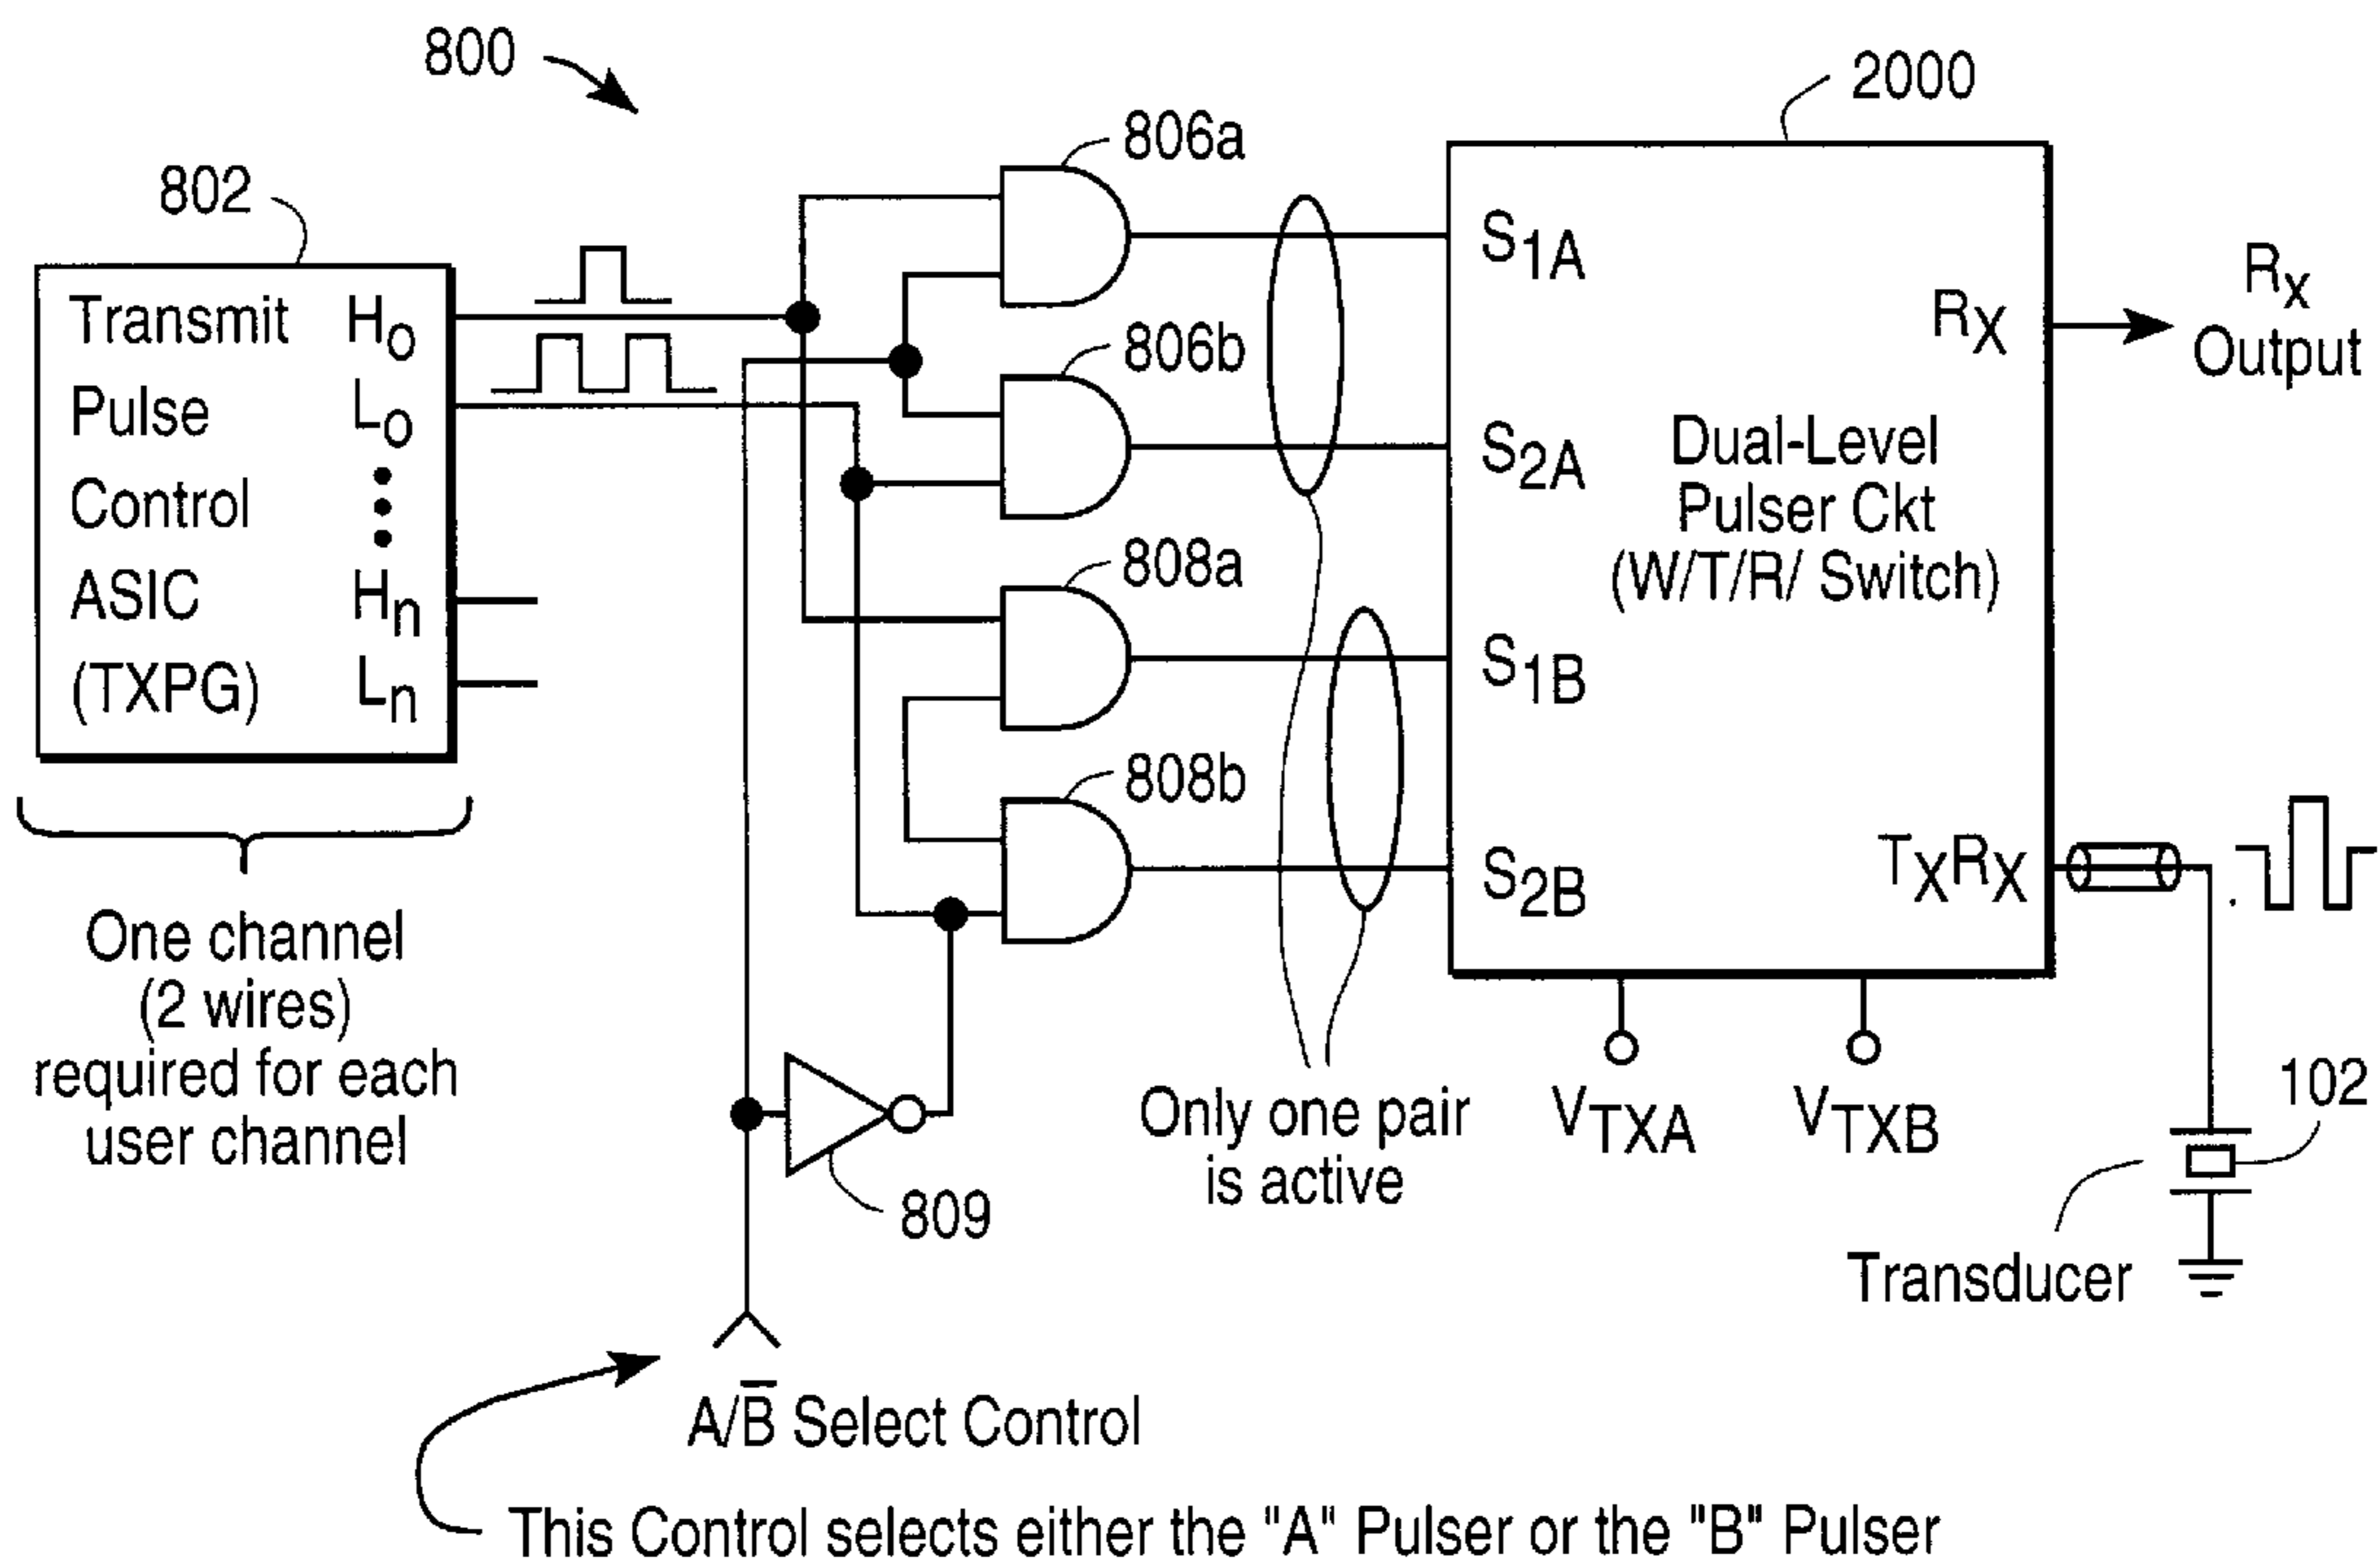 800
802
Transmit H₀
Pulse L₀
Control
ASIC Hn
(TXPG) Ln
One channel
(2 wires)
required for each
user channel
806a
806b
808a
808b
809
A/B̅ Select Control
This Control selects either the "A" Pulser or the "B" Pulser
Only one pair
is active
2000
S1A
S2A
S1B
S2B
Dual-Level
Pulser Ckt
(W/T/R/ Switch)
RX
TXRX
RX
Output
VTXA
VTXB
102
Transducer